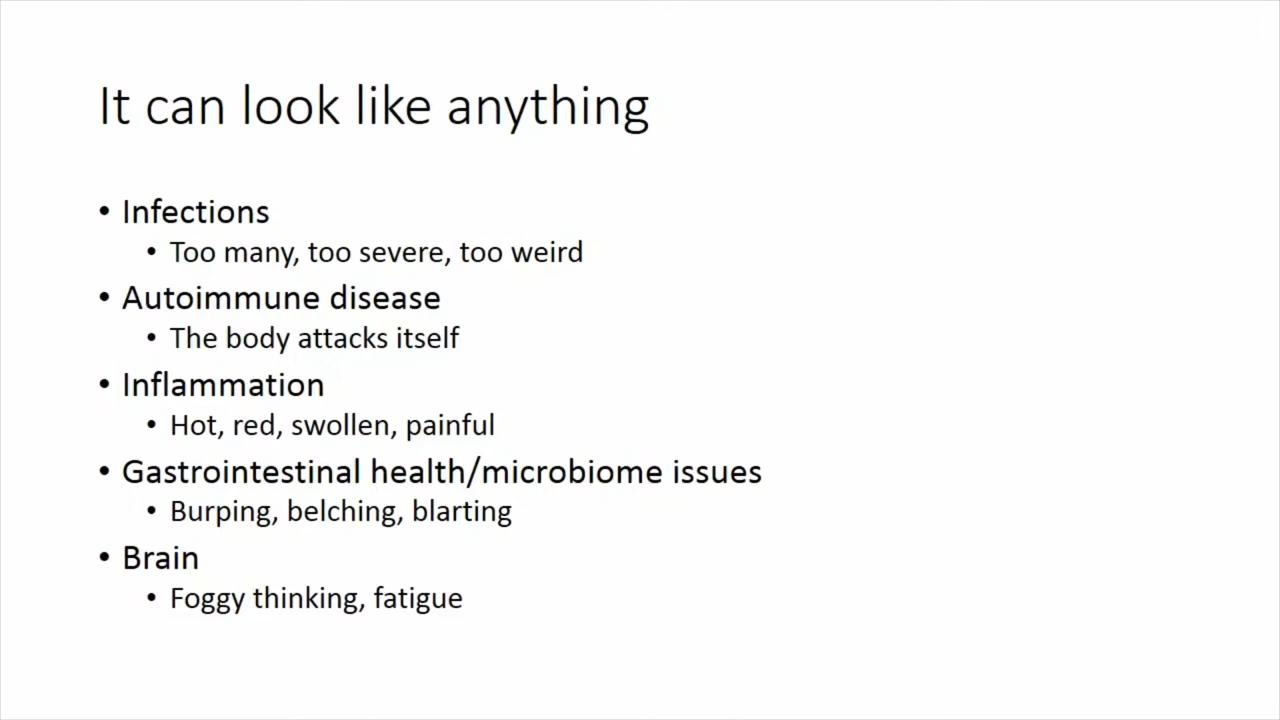 It can look like anything
• Infections
• Too many, too severe, too weird
• Autoimmune disease
• The body attacks itself
• Inflammation
• Hot, red, swollen, painful
• Gastrointestinal health/microbiome issues
• Burping, belching, blarting
• Brain
• Foggy thinking, fatigue